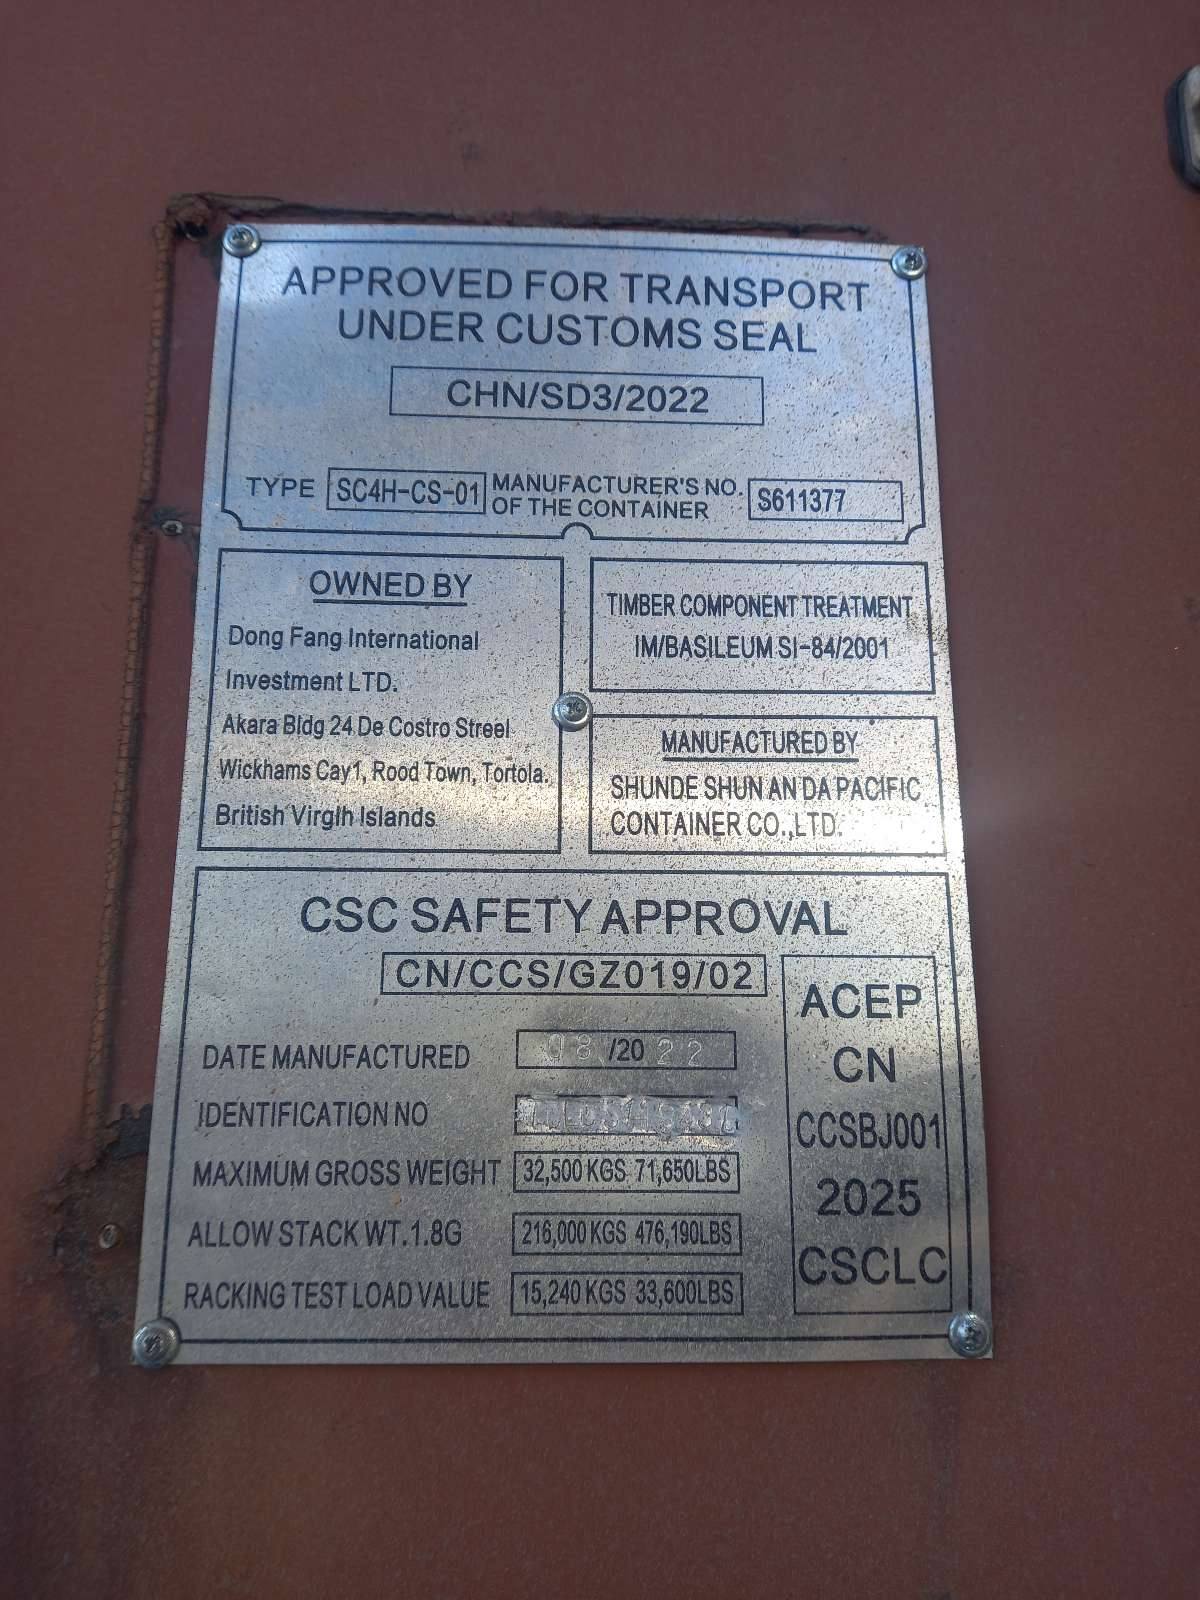 APPROVED FOR TRANSPORT
UNDER CUSTOMS SEAL
CHN/SD3/2022
TYPE SC4H-CS-01 MANUFACTURER'S NO. OF THE CONTAINER S611377
OWNED BY
Dong Fang International
Investment LTD.
Akara Bldg 24 De Costro Streel
Wickhams Cay1, Rood Town, Tortola.
British Virglh Islands
TIMBER COMPONENT TREATMENT
IM/BASILEUM SI-84/2001
MANUFACTURED BY
SHUNDE SHUN AN DA PACIFIC
CONTAINER CO.,LTD.
CSC SAFETY APPROVAL
CN/CCS/GZ019/02
DATE MANUFACTURED 08 /20 22
IDENTIFICATION NO
MAXIMUM GROSS WEIGHT 32,500 KGS 71,650LBS
ALLOW STACK WT.1.8G 216,000 KGS 476,190LBS
RACKING TEST LOAD VALUE 15,240 KGS 33,600LBS
ACEP
CN
CCSBJ001
2025
CSCLC